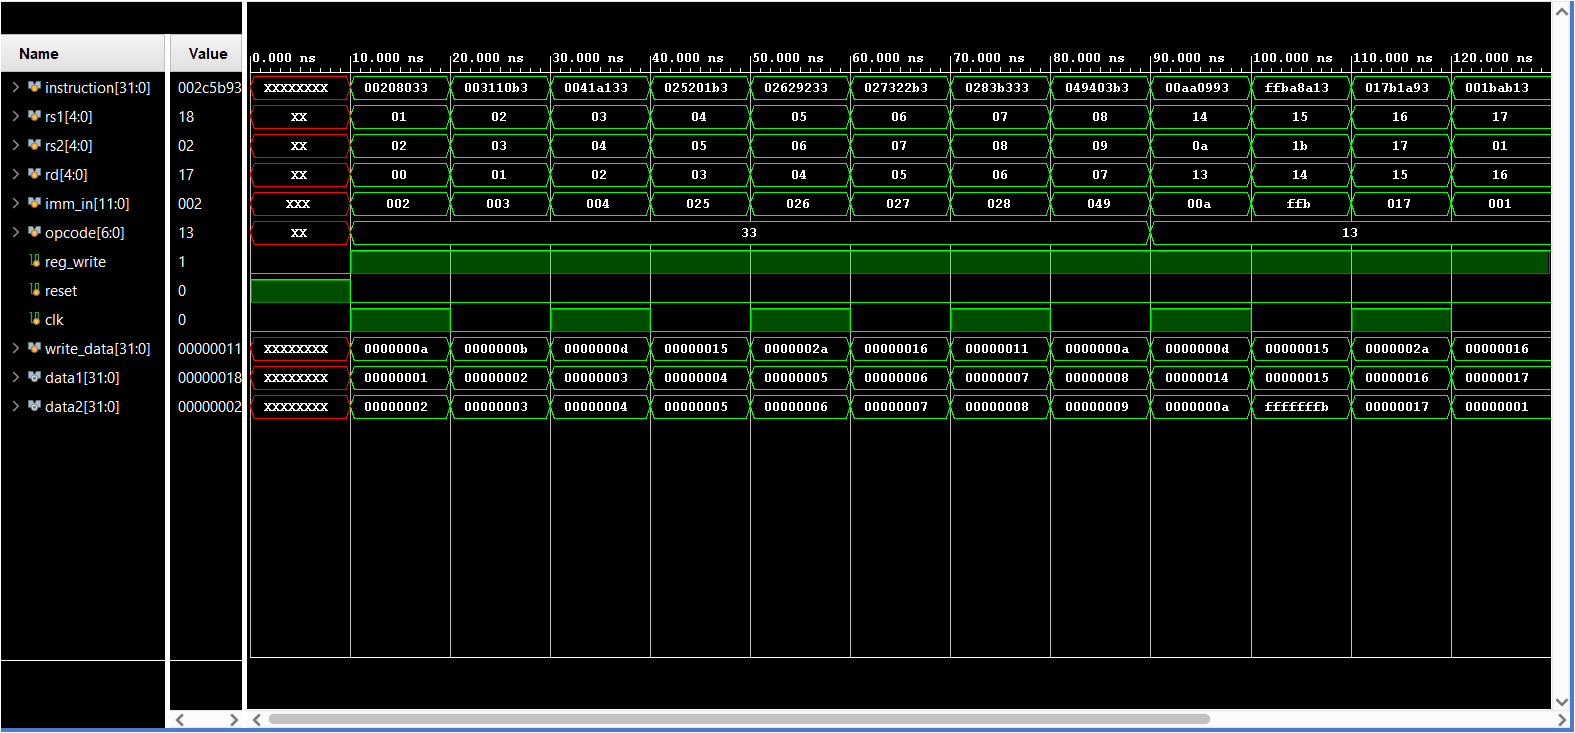 Name Value
0.000 ns 10.000 ns 20.000 ns 30.000 ns 40.000 ns 50.000 ns 60.000 ns 70.000 ns 80.000 ns 90.000 ns 100.000 ns 110.000 ns 120.000 ns
instruction[31:0] 002c5b93 XXXXXXXX 00208033 003110b3 0041a133 025201b3 02629233 027322b3 0283b333 049403b3 00aa0993 ffba8a13 017b1a93 001bab13
rs1[4:0] 18 XX 01 02 03 04 05 06 07 08 14 15 16 17
rs2[4:0] 02 XX 02 03 04 05 06 07 08 09 0a 1b 17 01
rd[4:0] 17 XX 00 01 02 03 04 05 06 07 13 14 15 16
imm_in[11:0] 002 XXX 002 003 004 025 026 027 028 049 00a ffb 017 001
opcode[6:0] 13 XX 33 13
reg_write 1
reset 0
clk 0
write_data[31:0] 00000011 XXXXXXXX 0000000a 0000000b 0000000d 00000015 0000002a 00000016 00000011 0000000a 0000000d 00000015 0000002a 00000016
data1[31:0] 00000018 XXXXXXXX 00000001 00000002 00000003 00000004 00000005 00000006 00000007 00000008 00000014 00000015 00000016 00000017
data2[31:0] 00000002 XXXXXXXX 00000002 00000003 00000004 00000005 00000006 00000007 00000008 00000009 0000000a fffffffb 00000017 00000001